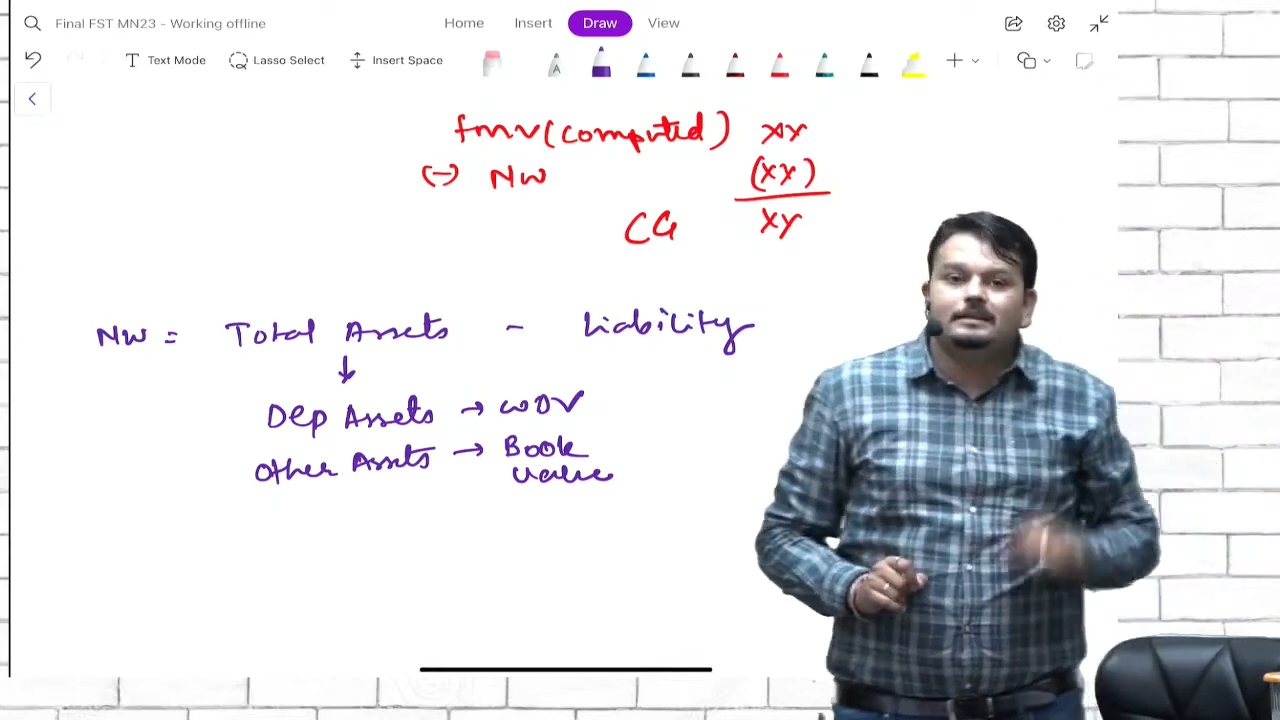 Final FST MN23 - Working offline
Home Insert Draw View
Text Mode Lasso Select Insert Space
A
fmv (computed) xx
(-) NW (xx)
CG xy
NW = Total Assets - Liability
↓
Dep Assets → WDV
Other Assets → Book
value